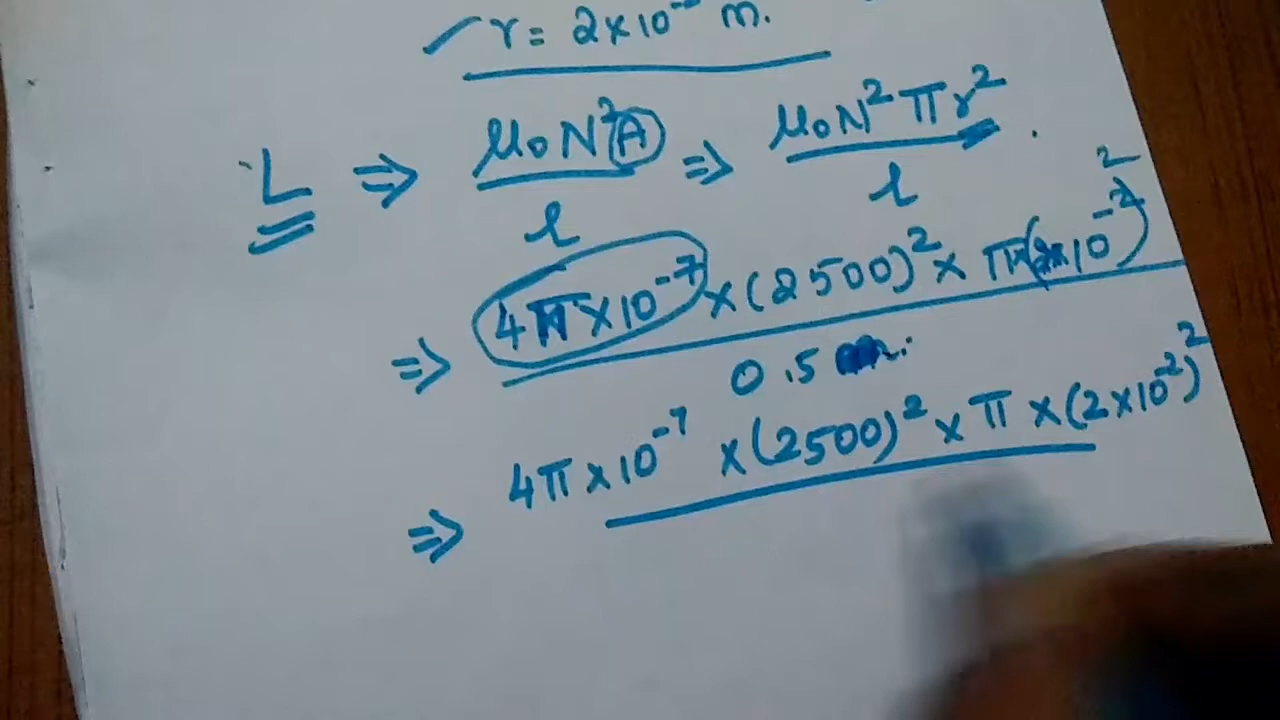 r = 2×10⁻² m.
L ⇒ μ₀N²A / l ⇒ μ₀N²πr² / l .
⇒ 4π×10⁻⁷ × (2500)² × π×(2×10⁻²)² / 0.5
⇒ 4π×10⁻⁷ × (2500)² × π × (2×10⁻²)²